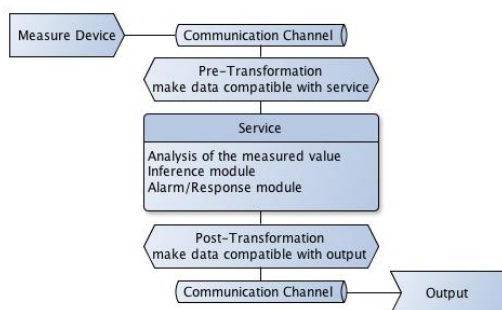 Measure Device
Communication Channel
Pre-Transformation
make data compatible with service
Service
Analysis of the measured value
Inference module
Alarm/Response module
Post-Transformation
make data compatible with output
Communication Channel
Output